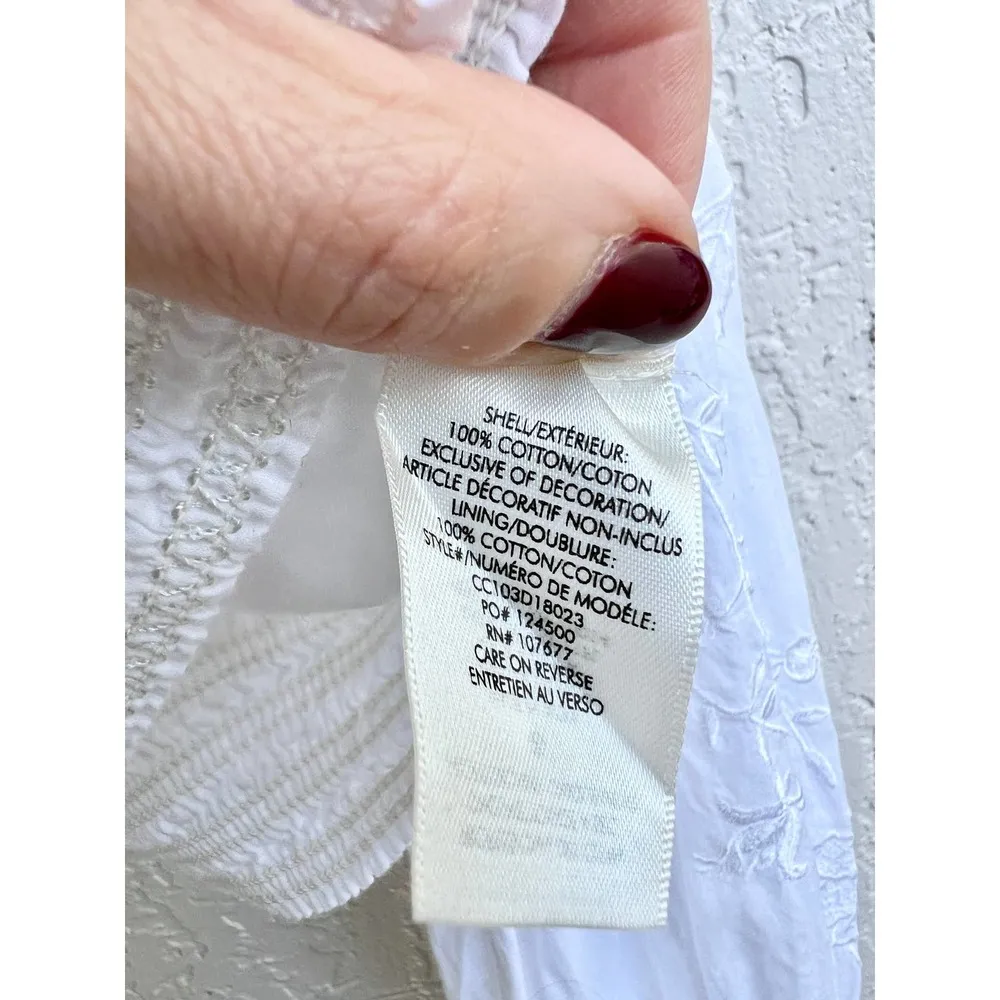 SHELL/EXTÉRIEUR:
100% COTTON/COTON
EXCLUSIVE OF DECORATION/
ARTICLE DÉCORATIF NON-INCLUS
LINING/DOUBLURE:
100% COTTON/COTON
STYLE#/NUMÉRO DE MODÉLE:
CC103D18023
PO# 124500
RN# 107677
CARE ON REVERSE
ENTRETIEN AU VERSO